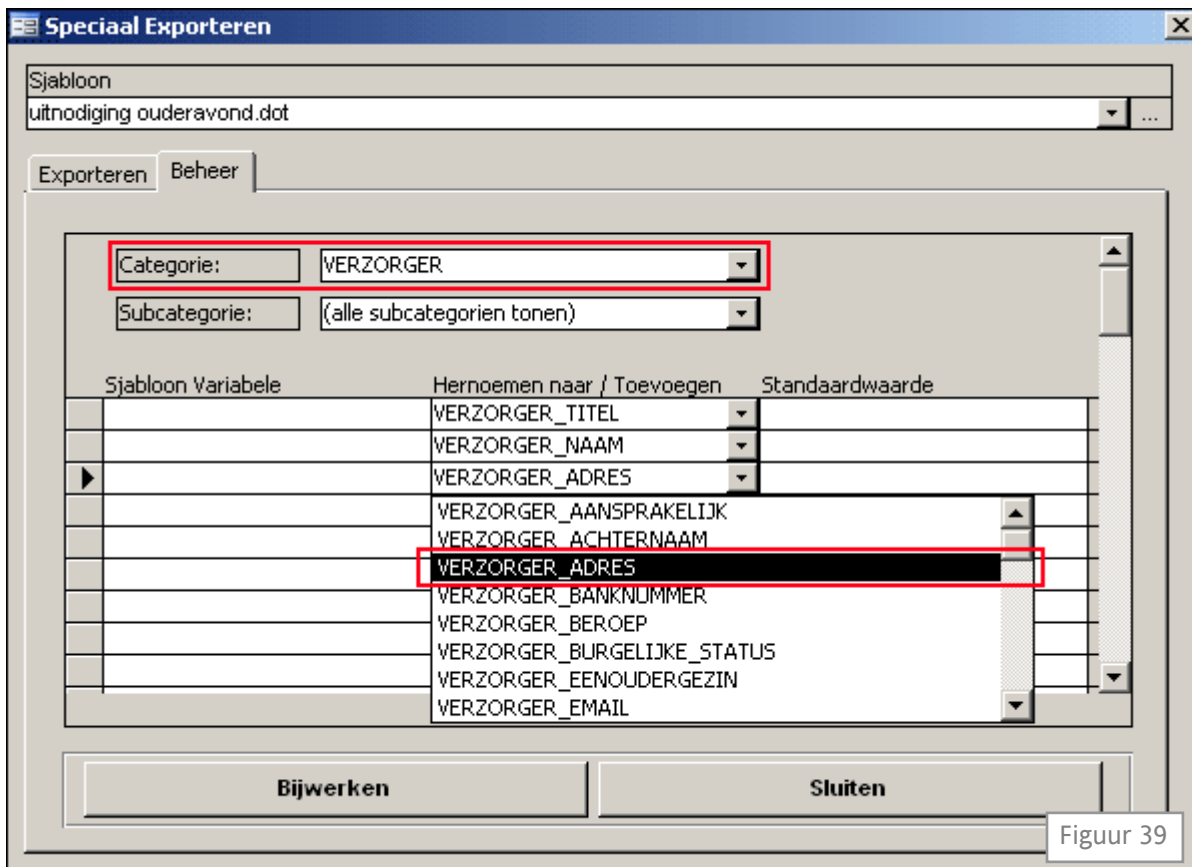 Speciaal Exporteren
Sjabloon
uitnodiging ouderavond.dot
...
Exporteren Beheer
Categorie: VERZORGER
Subcategorie: (alle subcategorien tonen)
Sjabloon Variabele Hernoemen naar / Toevoegen Standaardwaarde
VERZORGER_TITEL
VERZORGER_NAAM
VERZORGER_ADRES
VERZORGER_AANSPRAKELIJK
VERZORGER_ACHTERNAAM
VERZORGER_ADRES
VERZORGER_BANKNUMMER
VERZORGER_BEROEP
VERZORGER_BURGELIJKE_STATUS
VERZORGER_EENOUDERGEZIN
VERZORGER_EMAIL
Bijwerken Sluiten
Figuur 39